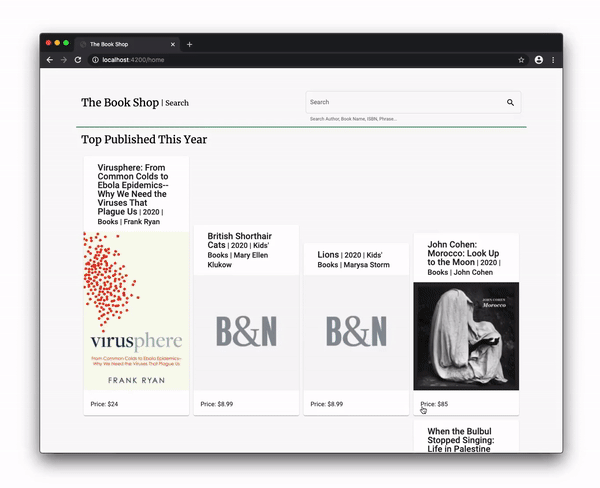 The Book Shop
localhost:4200/home
The Book Shop | Search
Search
Search Author, Book Name, ISBN, Phrase...
Top Published This Year
Virusphere: From
Common Colds to
Ebola Epidemics--
Why We Need the
Viruses That
Plague Us | 2020 |
Books | Frank Ryan
virusphere
From Common Colds to Ebola Epidemics–
Why We Need the Viruses That Plague Us
FRANK RYAN
Price: $24
British Shorthair
Cats | 2020 | Kids'
Books | Mary Ellen
Klukow
B&N
Price: $8.99
Lions | 2020 | Kids'
Books | Marysa Storm
B&N
Price: $8.99
John Cohen:
Morocco: Look Up
to the Moon | 2020 |
Books | John Cohen
JOHN COHEN
Morocco
Price: $85
When the Bulbul
Stopped Singing:
Life in Palestine